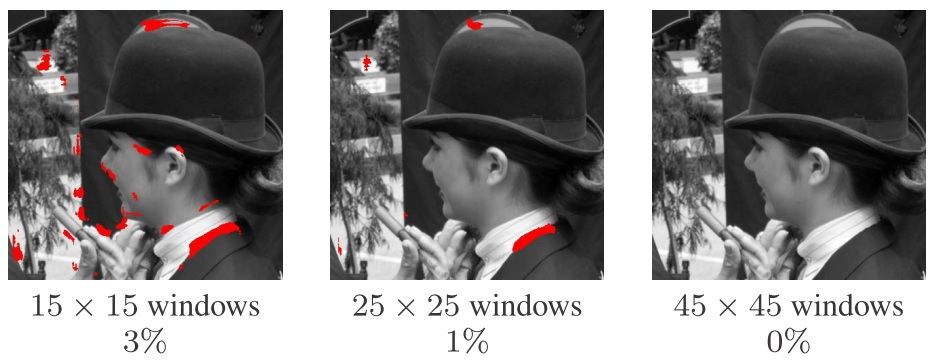 15 × 15 windows
25 × 25 windows
45 × 45 windows
3%
1%
0%